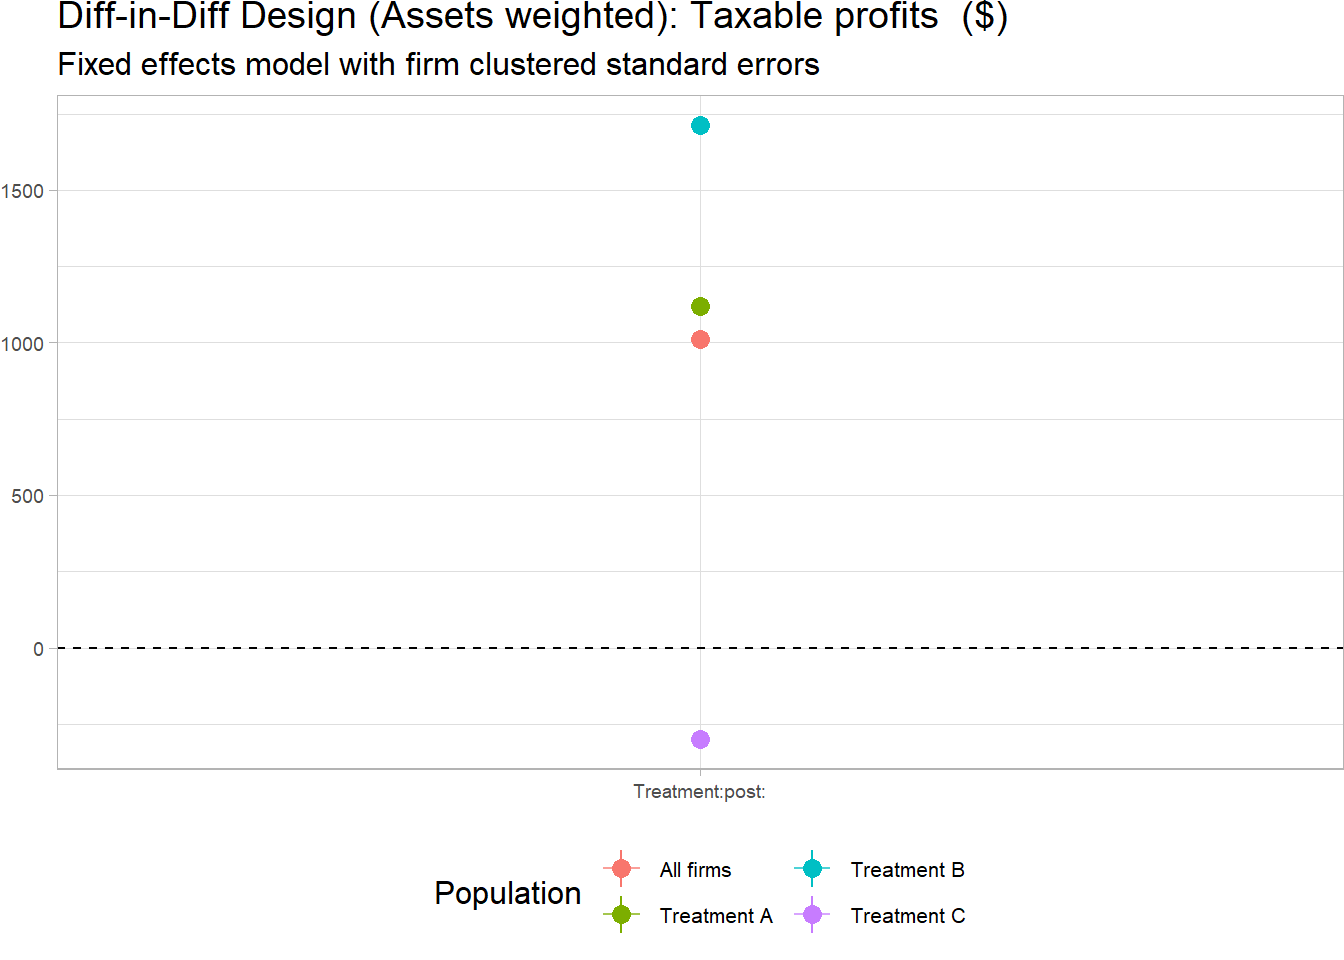 Diff-in-Diff Design (Assets weighted): Taxable profits  ($)
Fixed effects model with firm clustered standard errors
1500
1000
500
0
Treatment:post:
Population
All firms
Treatment B
Treatment A
Treatment C